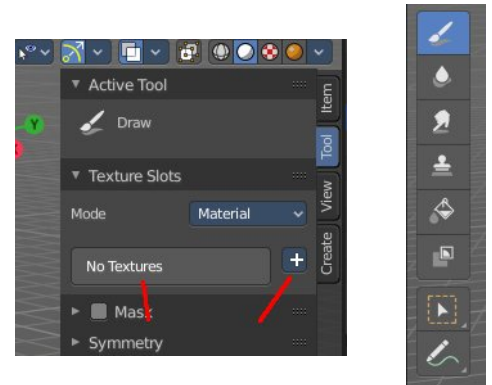 Active Tool
Draw
Texture Slots
Mode Material
No Textures
Mask
Symmetry
Item
Tool
View
Create
Y